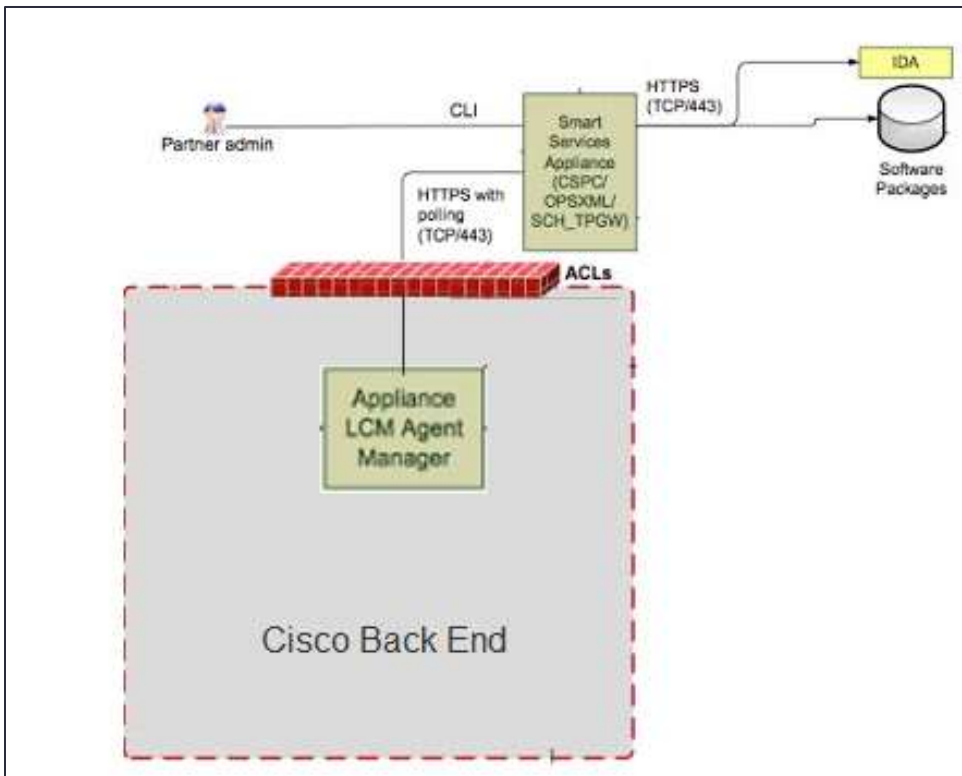 IDA
HTTPS
(TCP/443)
CLI
Partner admin
Smart
Services
Appliance
(CSPC/
OPSXML/
SCH_TPGW)
Software
Packages
HTTPS with
polling
(TCP/443)
ACLs
Appliance
LCM Agent
Manager
Cisco Back End